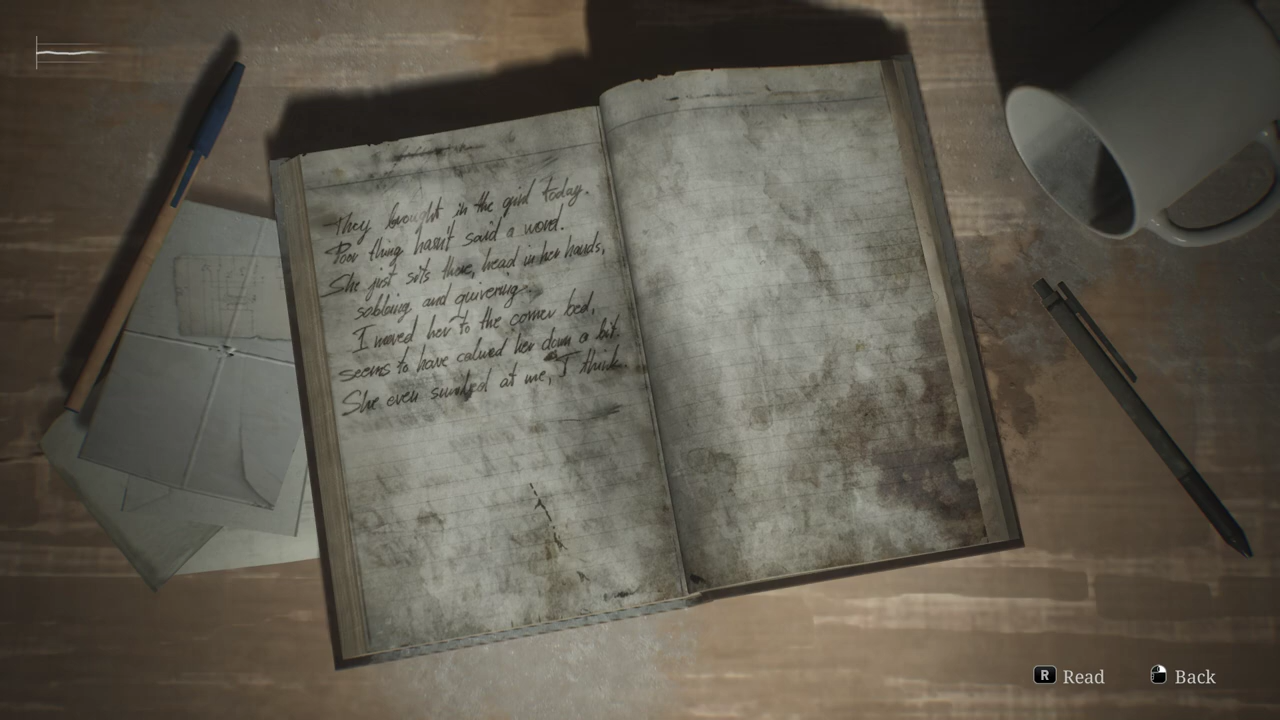 They brought in the girl today.
Poor thing hasn't said a word.
She just sits there, head in her hands,
sobbing and quivering.
I moved her to the corner bed,
seems to have calmed her down a bit.
She even smiled at me, I think.
R Read
Back